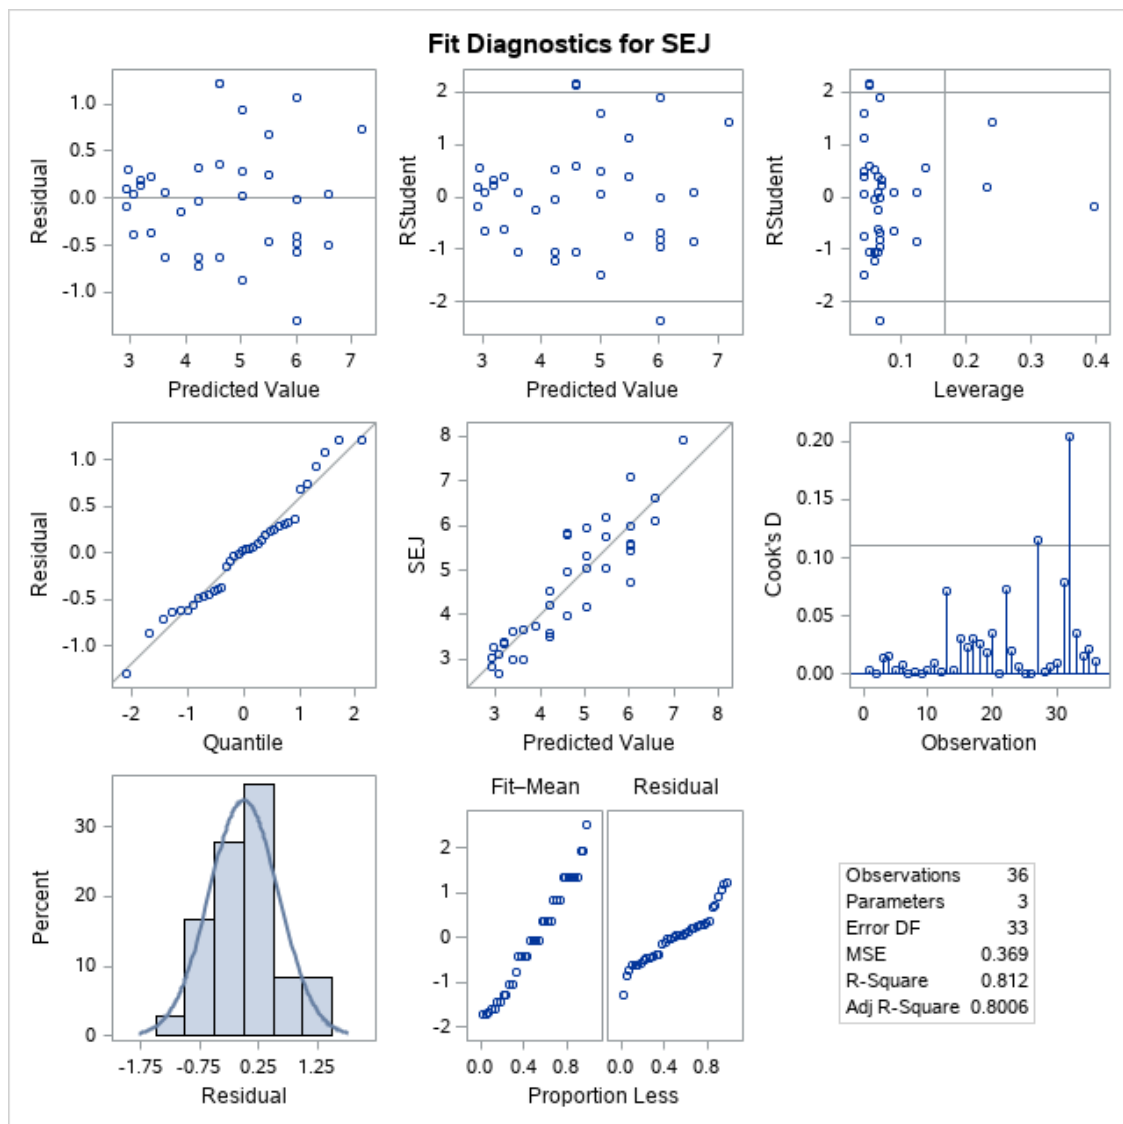 Fit Diagnostics for SEJ
1.0
0.5
0.0
-0.5
-1.0
Residual
3 4 5 6 7
Predicted Value
2
1
0
-1
-2
RStudent
3 4 5 6 7
Predicted Value
2
1
0
-1
-2
RStudent
0.1 0.2 0.3 0.4
Leverage
1.0
0.5
0.0
-0.5
-1.0
Residual
-2 -1 0 1 2
Quantile
8
7
6
5
4
3
SEJ
3 4 5 6 7 8
Predicted Value
0.20
0.15
0.10
0.05
0.00
Cook's D
0 10 20 30
Observation
30
20
10
0
Percent
-1.75 -0.75 0.25 1.25
Residual
Fit–Mean Residual
2
1
0
-1
-2
0.0 0.4 0.8 0.0 0.4 0.8
Proportion Less
Observations 36
Parameters 3
Error DF 33
MSE 0.369
R-Square 0.812
Adj R-Square 0.8006